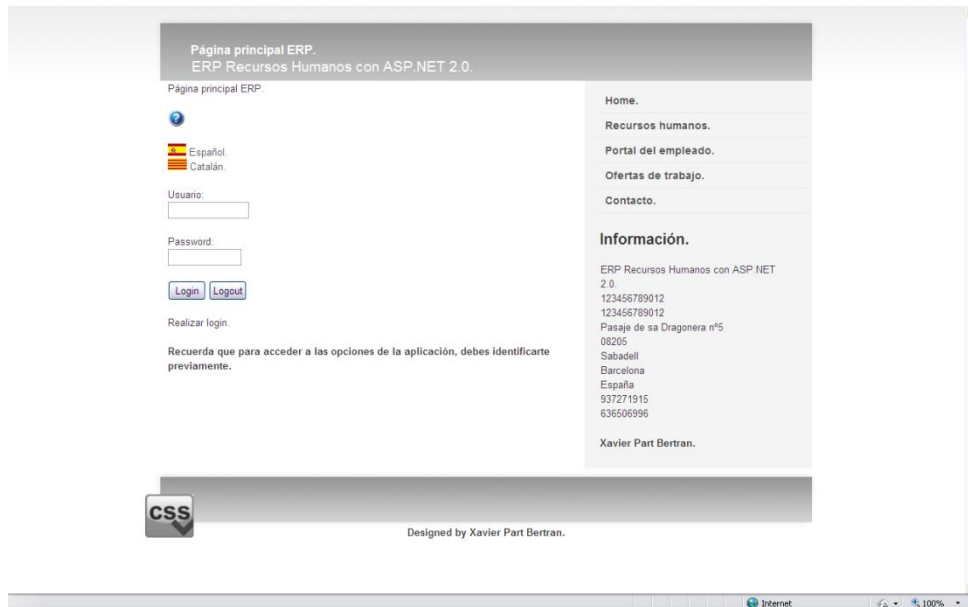 Página principal ERP.
ERP Recursos Humanos con ASP.NET 2.0.
Página principal ERP.
Español.
Catalán.
Usuario:
Password:
Login Logout
Realizar login.
Recuerda que para acceder a las opciones de la aplicación, debes identificarte
previamente.
Home.
Recursos humanos.
Portal del empleado.
Ofertas de trabajo.
Contacto.
Información.
ERP Recursos Humanos con ASP.NET
2.0.
123456789012
123456789012
Pasaje de sa Dragonera nº5
08205
Sabadell
Barcelona
España
937271915
636506996
Xavier Part Bertran.
CSS
Designed by Xavier Part Bertran.
Internet
100%